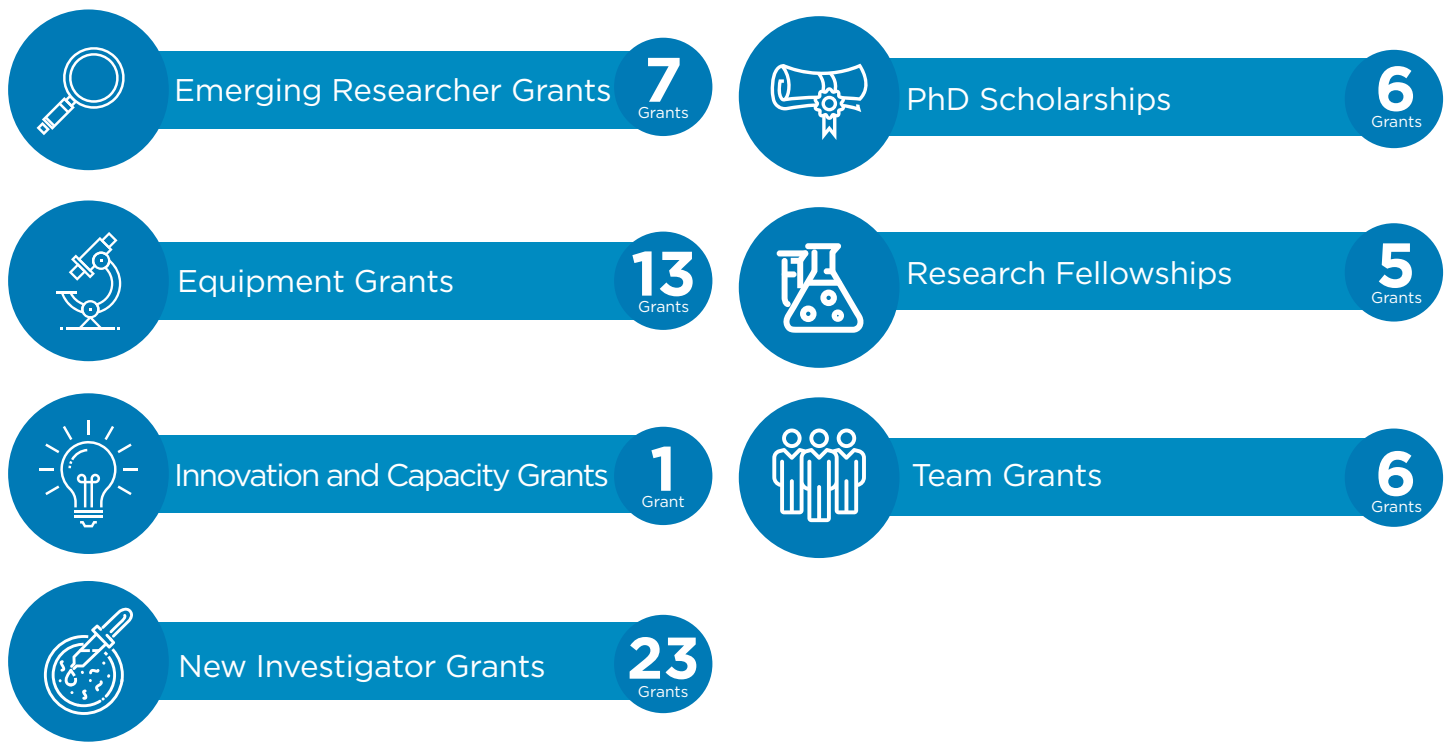 Emerging Researcher Grants
7
Grants
Equipment Grants
13
Grants
Innovation and Capacity Grants
1
Grant
New Investigator Grants
23
Grants
PhD Scholarships
6
Grants
Research Fellowships
5
Grants
Team Grants
6
Grants